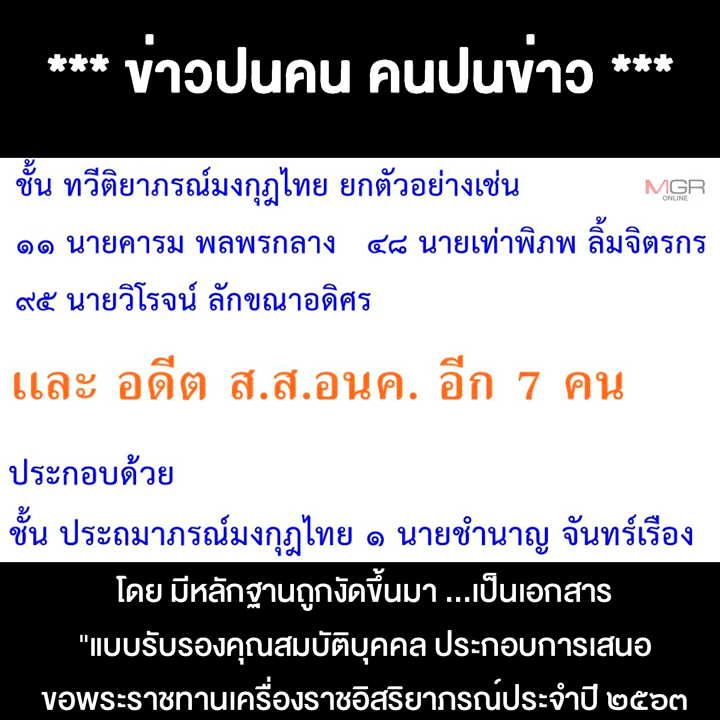 *** ข่าวปนคน คนปนข่าว ***
ชั้น ทวีติยาภรณ์มงกุฎไทย ยกตัวอย่างเช่น
MGR
ONLINE
๑๑ นายคารม พลพรกลาง ๔๘ นายเท่าพิภพ ลิ้มจิตรกร
๙๕ นายวิโรจน์ ลักขณาอดิศร
และ อดีต ส.ส.อนค. อีก 7 คน
ประกอบด้วย
ชั้น ประถมาภรณ์มงกุฎไทย ๑ นายชำนาญ จันทร์เรือง
โดย มีหลักฐานถูกงัดขึ้นมา ...เป็นเอกสาร
"แบบรับรองคุณสมบัติบุคคล ประกอบการเสนอ
ขอพระราชทานเครื่องราชอิสริยาภรณ์ประจำปี ๒๕๖๓